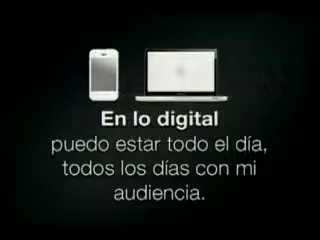 En lo digital
puedo estar todo el día,
todos los días con mi
audiencia.